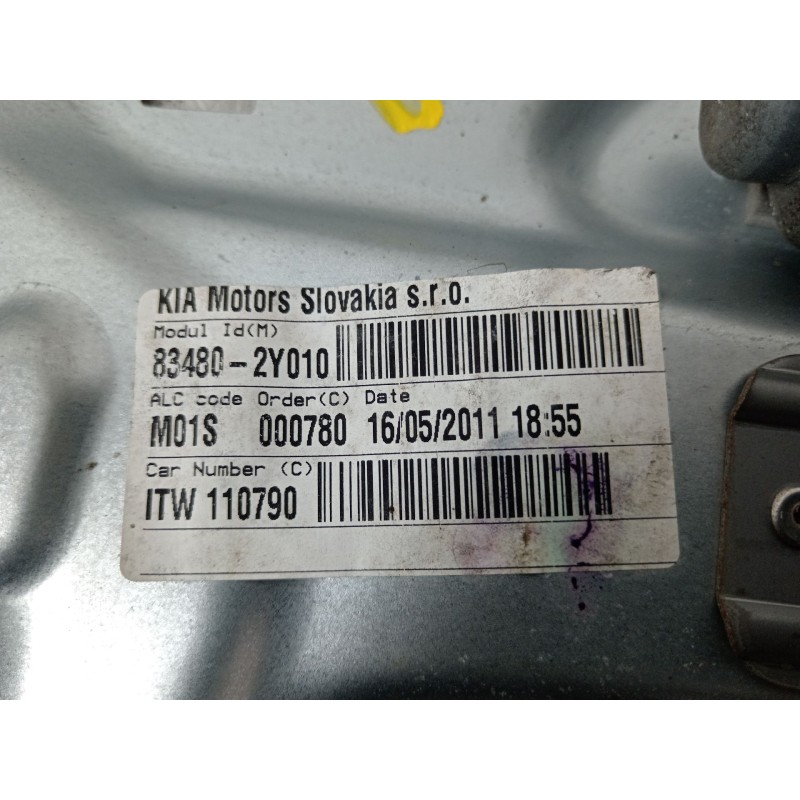 KIA Motors Slovakia s.r.o.
Modul Id(M)
83480-2Y010
ALC code Order(C) Date
M01S 000780 16/05/2011 18:55
Car Number (C)
ITW 110790